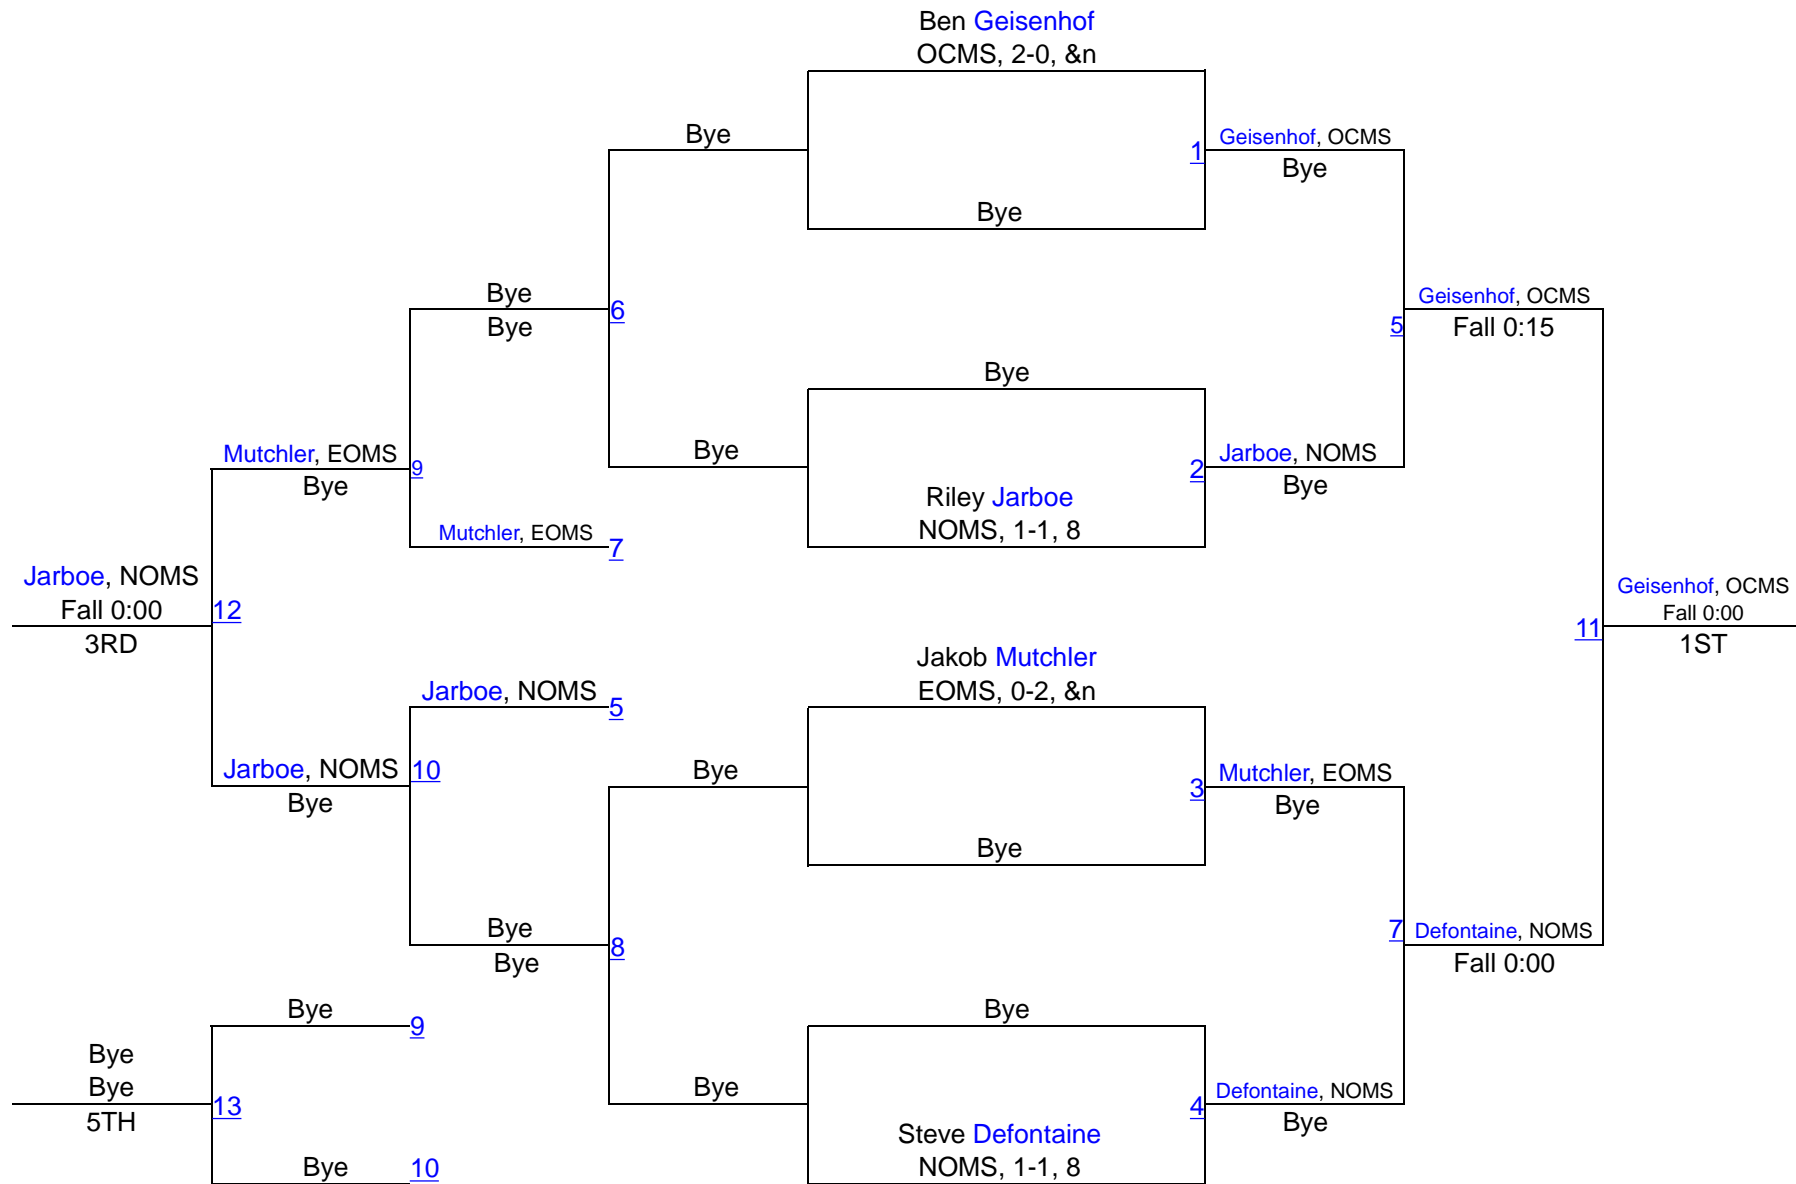 Ben Geisenhof
OCMS, 2-0, &n
Bye
1
Geisenhof, OCMS
Bye
Bye
Bye
Bye
6
Geisenhof, OCMS
Fall 0:15
5
Bye
Mutchler, EOMS
Bye
9
Bye
2
Jarboe, NOMS
Bye
Riley Jarboe
NOMS, 1-1, 8
Mutchler, EOMS
7
Jarboe, NOMS
Fall 0:00
3RD
12
11
Geisenhof, OCMS
Fall 0:00
1ST
Jakob Mutchler
EOMS, 0-2, &n
Jarboe, NOMS
5
Jarboe, NOMS
Bye
10
Bye
3
Mutchler, EOMS
Bye
Bye
Bye
Bye
8
7
Defontaine, NOMS
Fall 0:00
Bye
9
Bye
Bye
Bye
5TH
13
Bye
4
Defontaine, NOMS
Bye
Steve Defontaine
NOMS, 1-1, 8
Bye
10